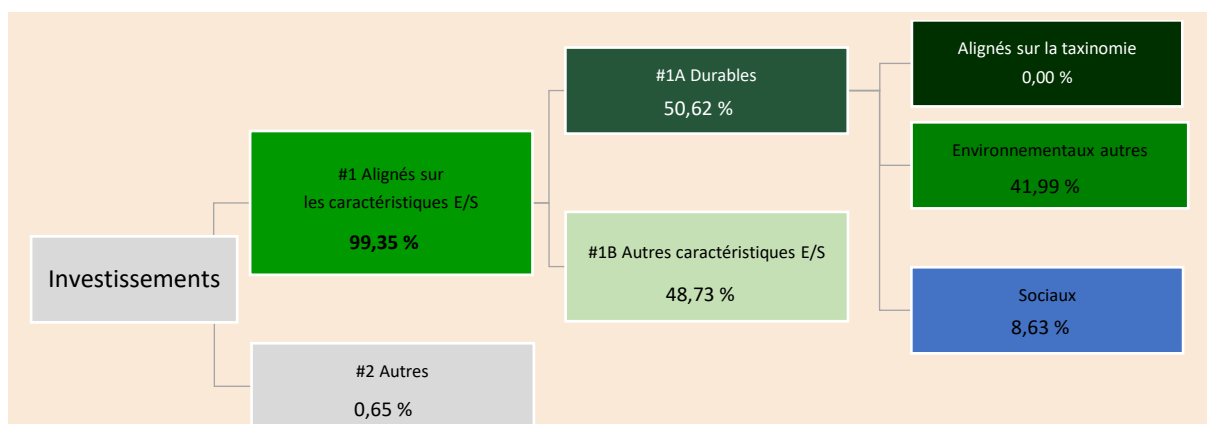 Investissements
#1 Alignés sur
les caractéristiques E/S
99,35 %
#2 Autres
0,65 %
#1A Durables
50,62 %
#1B Autres caractéristiques E/S
48,73 %
Alignés sur la taxinomie
0,00 %
Environnementaux autres
41,99 %
Sociaux
8,63 %